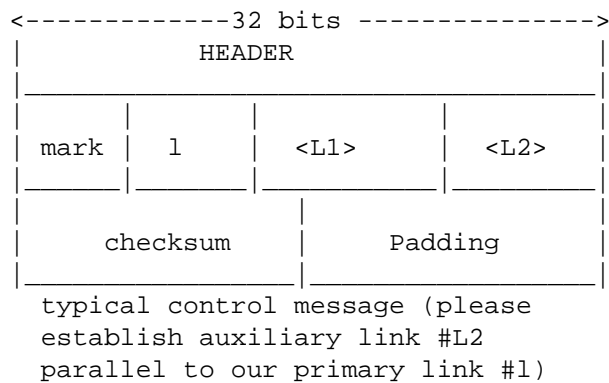 <-------------32 bits --------------->
HEADER
mark | l | <L1> | <L2>
checksum | Padding
typical control message (please
establish auxiliary link #L2
parallel to our primary link #l)